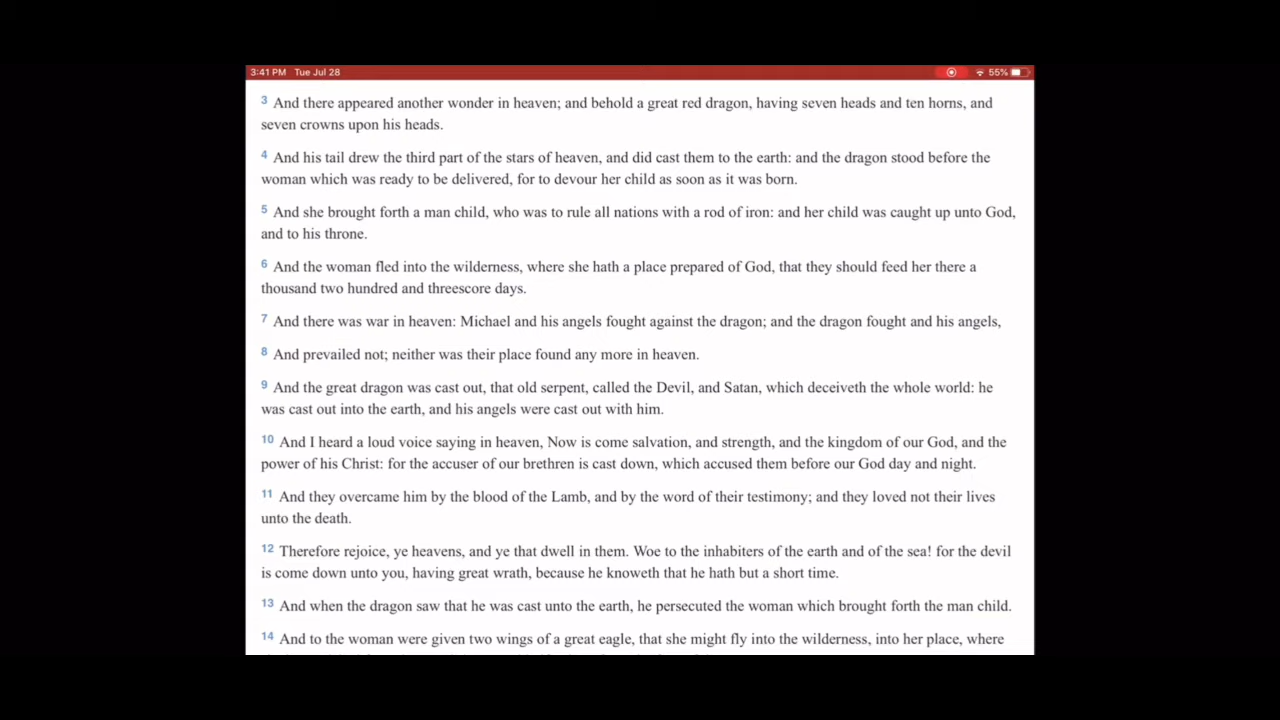 3:41 PM Tue Jul 28 55%
3 And there appeared another wonder in heaven; and behold a great red dragon, having seven heads and ten horns, and
seven crowns upon his heads.
4 And his tail drew the third part of the stars of heaven, and did cast them to the earth: and the dragon stood before the
woman which was ready to be delivered, for to devour her child as soon as it was born.
5 And she brought forth a man child, who was to rule all nations with a rod of iron: and her child was caught up unto God,
and to his throne.
6 And the woman fled into the wilderness, where she hath a place prepared of God, that they should feed her there a
thousand two hundred and threescore days.
7 And there was war in heaven: Michael and his angels fought against the dragon; and the dragon fought and his angels,
8 And prevailed not; neither was their place found any more in heaven.
9 And the great dragon was cast out, that old serpent, called the Devil, and Satan, which deceiveth the whole world: he
was cast out into the earth, and his angels were cast out with him.
10 And I heard a loud voice saying in heaven, Now is come salvation, and strength, and the kingdom of our God, and the
power of his Christ: for the accuser of our brethren is cast down, which accused them before our God day and night.
11 And they overcame him by the blood of the Lamb, and by the word of their testimony; and they loved not their lives
unto the death.
12 Therefore rejoice, ye heavens, and ye that dwell in them. Woe to the inhabiters of the earth and of the sea! for the devil
is come down unto you, having great wrath, because he knoweth that he hath but a short time.
13 And when the dragon saw that he was cast unto the earth, he persecuted the woman which brought forth the man child.
14 And to the woman were given two wings of a great eagle, that she might fly into the wilderness, into her place, where